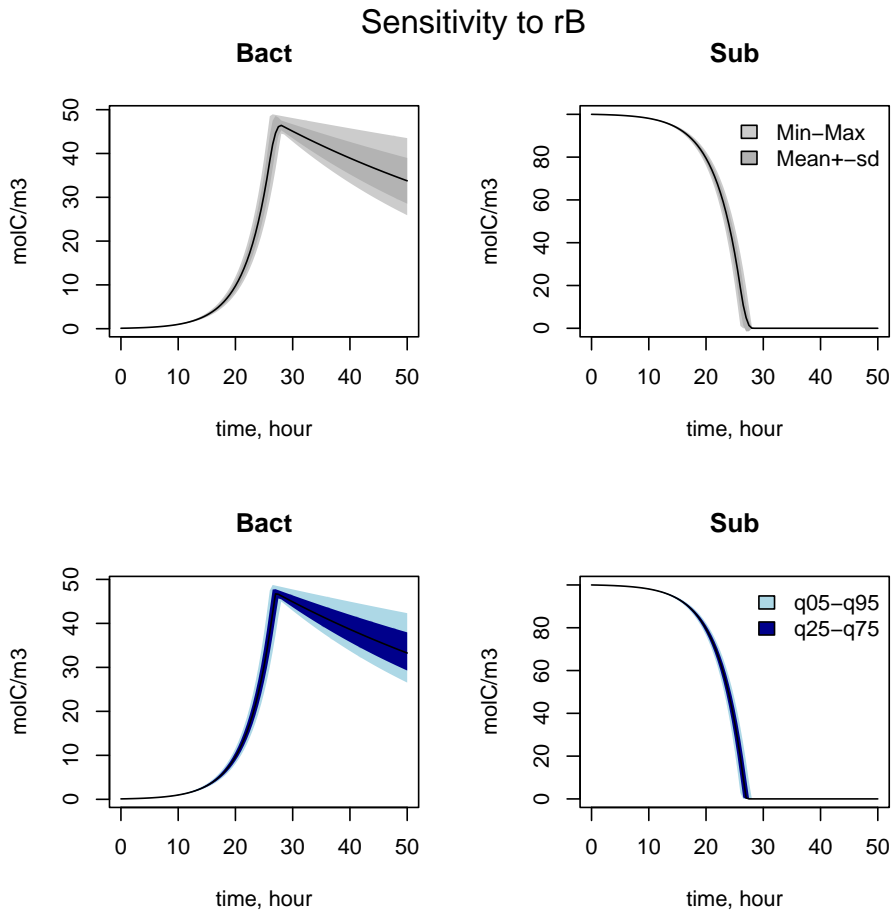 Sensitivity to rB
Bact
Sub
molC/m3
0 10 20 30 40 50
0 10 20 30 40 50
time, hour
molC/m3
0 20 40 60 80
Min−Max
Mean+−sd
0 10 20 30 40 50
time, hour
Bact
Sub
molC/m3
0 10 20 30 40 50
0 10 20 30 40 50
time, hour
molC/m3
0 20 40 60 80
q05−q95
q25−q75
0 10 20 30 40 50
time, hour